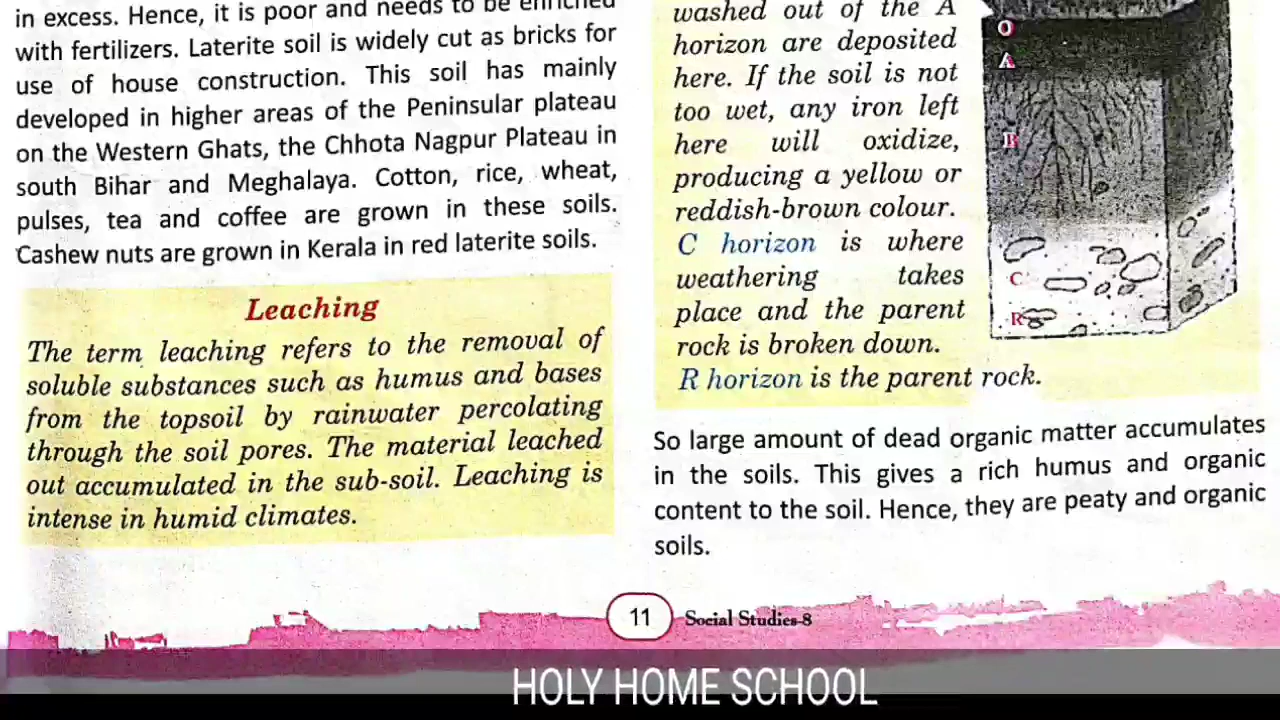 in excess. Hence, it is poor and needs to be enriched
with fertilizers. Laterite soil is widely cut as bricks for
use of house construction. This soil has mainly
developed in higher areas of the Peninsular plateau
on the Western Ghats, the Chhota Nagpur Plateau in
south Bihar and Meghalaya. Cotton, rice, wheat,
pulses, tea and coffee are grown in these soils.
Cashew nuts are grown in Kerala in red laterite soils.
Leaching
The term leaching refers to the removal of
soluble substances such as humus and bases
from the topsoil by rainwater percolating
through the soil pores. The material leached
out accumulated in the sub-soil. Leaching is
intense in humid climates.
washed out of the A
horizon are deposited
here. If the soil is not
too wet, any iron left
here will oxidize,
producing a yellow or
reddish-brown colour.
C horizon is where
weathering takes
place and the parent
rock is broken down.
R horizon is the parent rock.
O
A
B
C
R
So large amount of dead organic matter accumulates
in the soils. This gives a rich humus and organic
content to the soil. Hence, they are peaty and organic
soils.
11 Social Studies-8
HOLY HOME SCHOOL